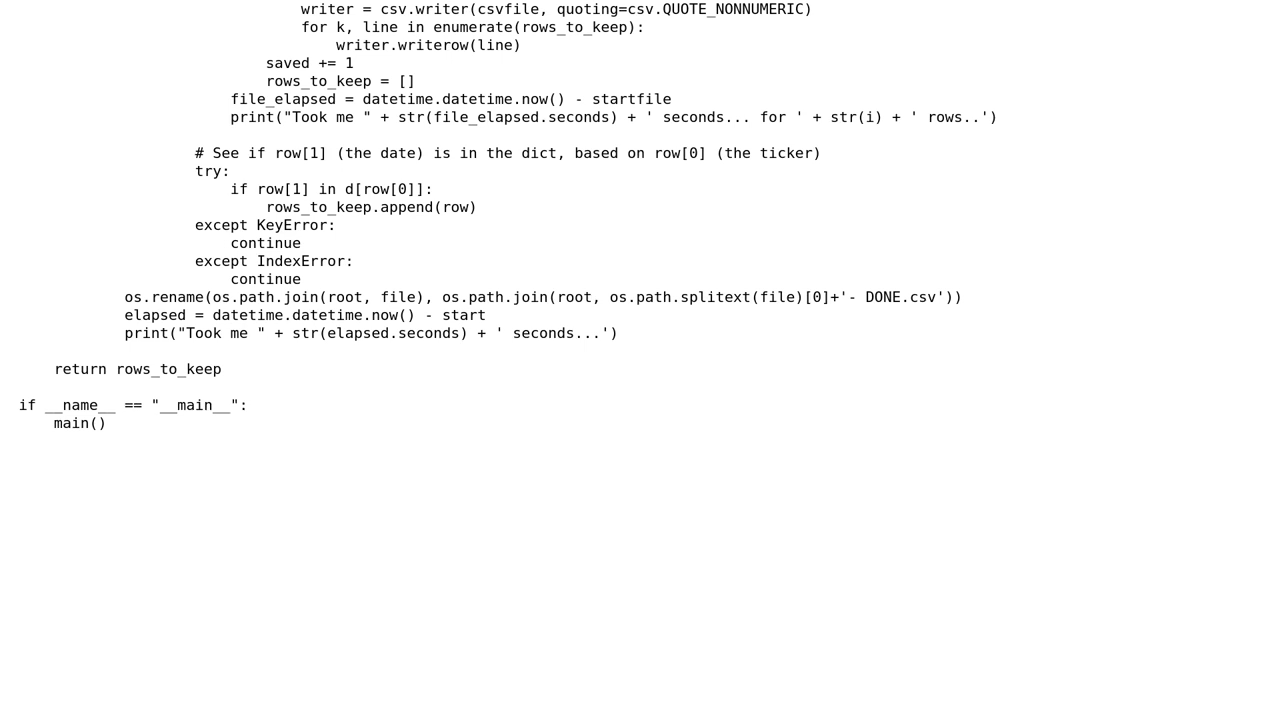 writer = csv.writer(csvfile, quoting=csv.QUOTE_NONNUMERIC)
for k, line in enumerate(rows_to_keep):
writer.writerow(line)
saved += 1
rows_to_keep = []
file_elapsed = datetime.datetime.now() - startfile
print("Took me " + str(file_elapsed.seconds) + ' seconds... for ' + str(i) + ' rows..')
# See if row[1] (the date) is in the dict, based on row[0] (the ticker)
try:
if row[1] in d[row[0]]:
rows_to_keep.append(row)
except KeyError:
continue
except IndexError:
continue
os.rename(os.path.join(root, file), os.path.join(root, os.path.splitext(file)[0]+'- DONE.csv'))
elapsed = datetime.datetime.now() - start
print("Took me " + str(elapsed.seconds) + ' seconds...')
return rows_to_keep
if __name__ == "__main__":
main()